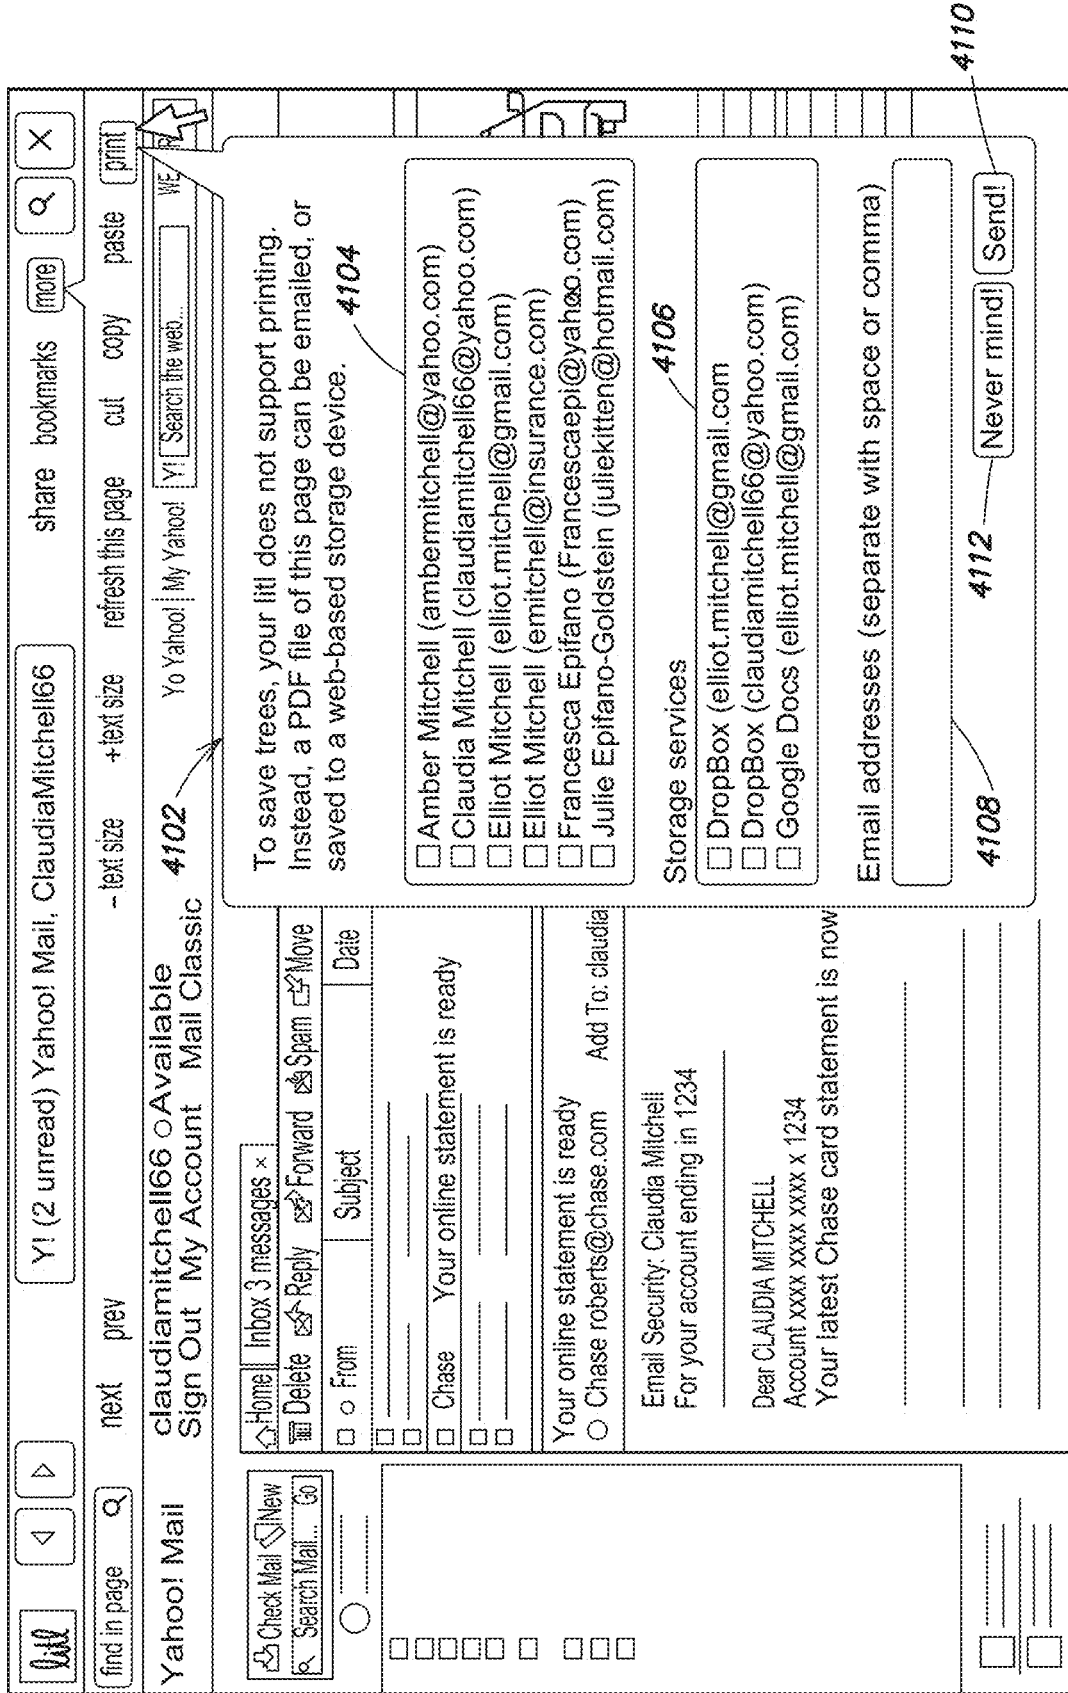 litl
Y! (2 unread) Yahoo! Mail, ClaudiaMitchell66
share bookmarks more
find in page next prev – text size +text size refresh this page cut copy paste print
Yahoo! Mail
claudiamitchell66 Available
Sign Out My Account Mail Classic
Yo Yahoo! My Yahoo! Y! Search the web... WE
4102
Check Mail New
Search Mail... Go
Home Inbox 3 messages ×
Delete Reply Forward Spam Move
From Subject Date
Chase Your online statement is ready
Your online statement is ready
Chase roberts@chase.com Add To: claudia
Email Security: Claudia Mitchell
For your account ending in 1234
Dear CLAUDIA MITCHELL
Account xxxx xxxx xxxx x 1234
Your latest Chase card statement is now
To save trees, your litl does not support printing.
Instead, a PDF file of this page can be emailed, or
saved to a web-based storage device.
4104
Amber Mitchell (ambermitchell@yahoo.com)
Claudia Mitchell (claudiamitchell66@yahoo.com)
Elliot Mitchell (elliot.mitchell@gmail.com)
Elliot Mitchell (emitchell@insurance.com)
Francesca Epifano (Francescaepi@yahoo.com)
Julie Epifano-Goldstein (juliekitten@hotmail.com)
Storage services
4106
DropBox (elliot.mitchell@gmail.com
DropBox (claudiamitchell66@yahoo.com)
Google Docs (elliot.mitchell@gmail.com)
Email addresses (separate with space or comma)
4108
4112
Never mind! Send!
4110